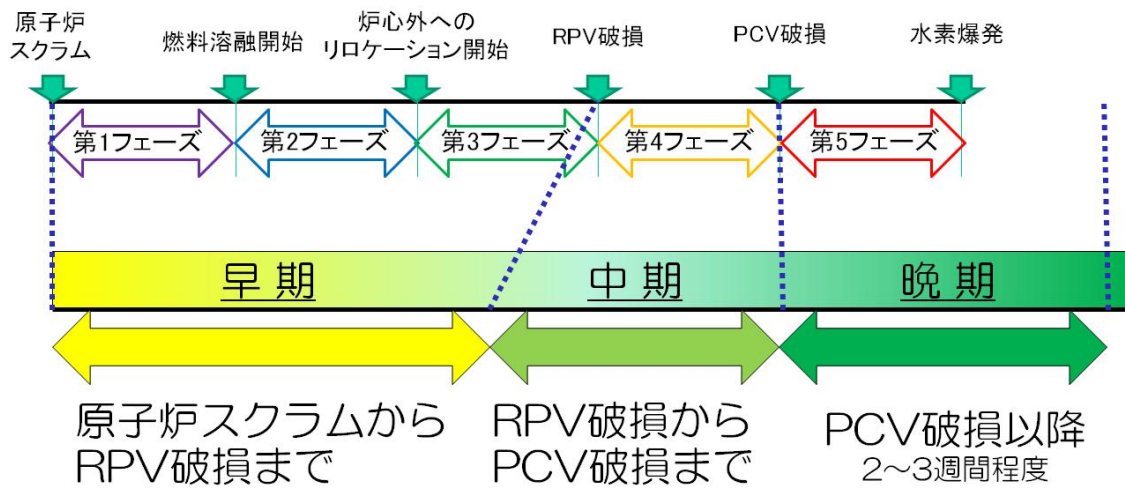 原子炉
スクラム
燃料溶融開始
炉心外への
リロケーション開始
RPV破損
PCV破損
水素爆発
第1フェーズ
第2フェーズ
第3フェーズ
第4フェーズ
第5フェーズ
早 期
中 期
晩 期
原子炉スクラムから
RPV破損まで
RPV破損から
PCV破損まで
PCV破損以降
2～3週間程度